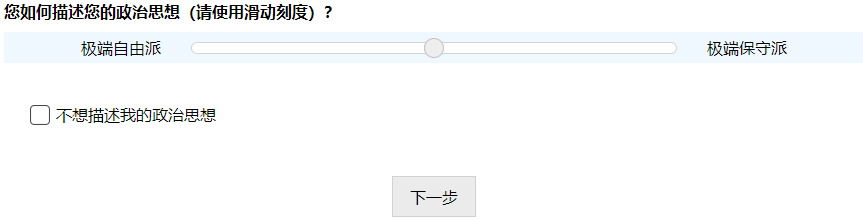 您如何描述您的政治思想（请使用滑动刻度）？
极端自由派 极端保守派
不想描述我的政治思想
下一步